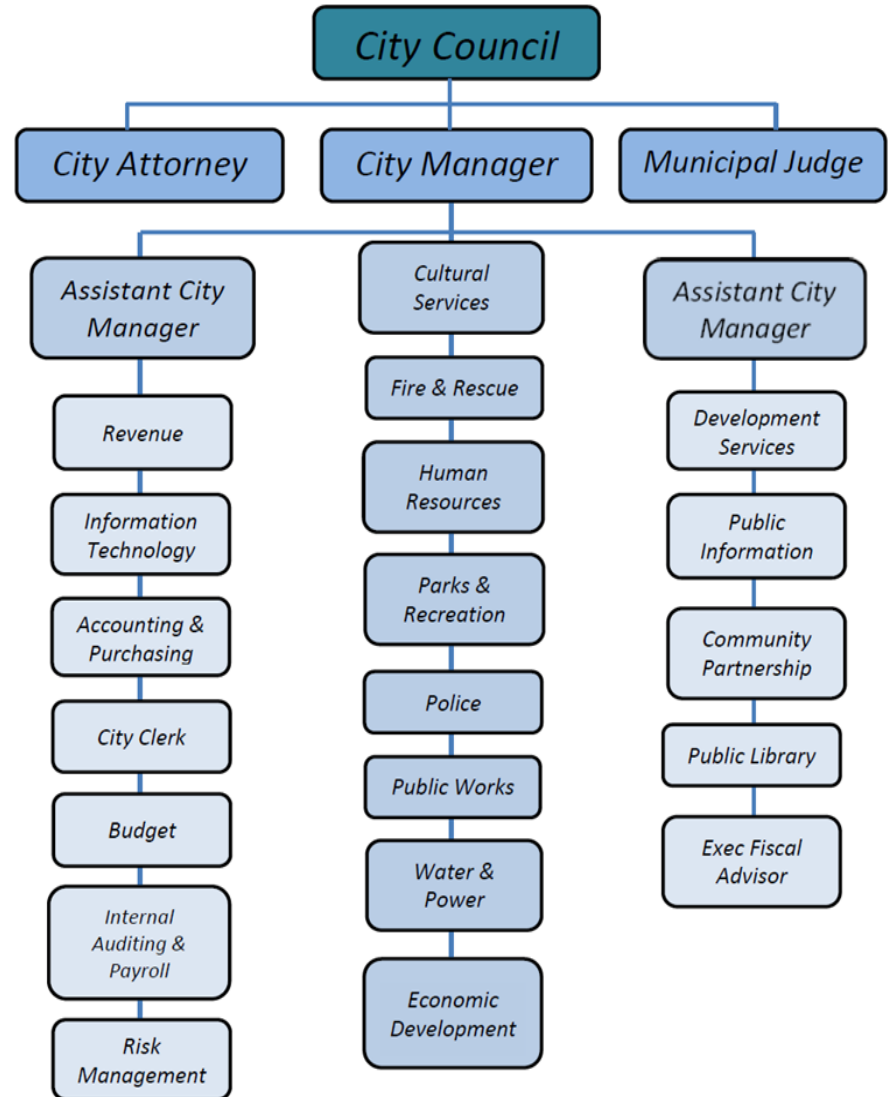 City Council
City Attorney
City Manager
Municipal Judge
Assistant City
Manager
Revenue
Information
Technology
Accounting &
Purchasing
City Clerk
Budget
Internal
Auditing &
Payroll
Risk
Management
Cultural
Services
Fire & Rescue
Human
Resources
Parks &
Recreation
Police
Public Works
Water &
Power
Economic
Development
Assistant City
Manager
Development
Services
Public
Information
Community
Partnership
Public Library
Exec Fiscal
Advisor